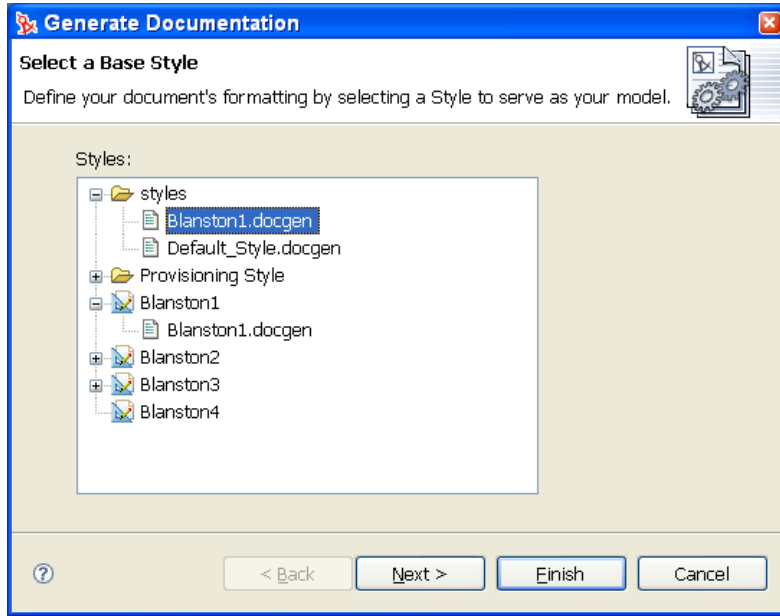 Generate Documentation
Select a Base Style
Define your document's formatting by selecting a Style to serve as your model.
Styles:
styles
Blanston1.docgen
Default_Style.docgen
Provisioning Style
Blanston1
Blanston1.docgen
Blanston2
Blanston3
Blanston4
< Back Next > Finish Cancel